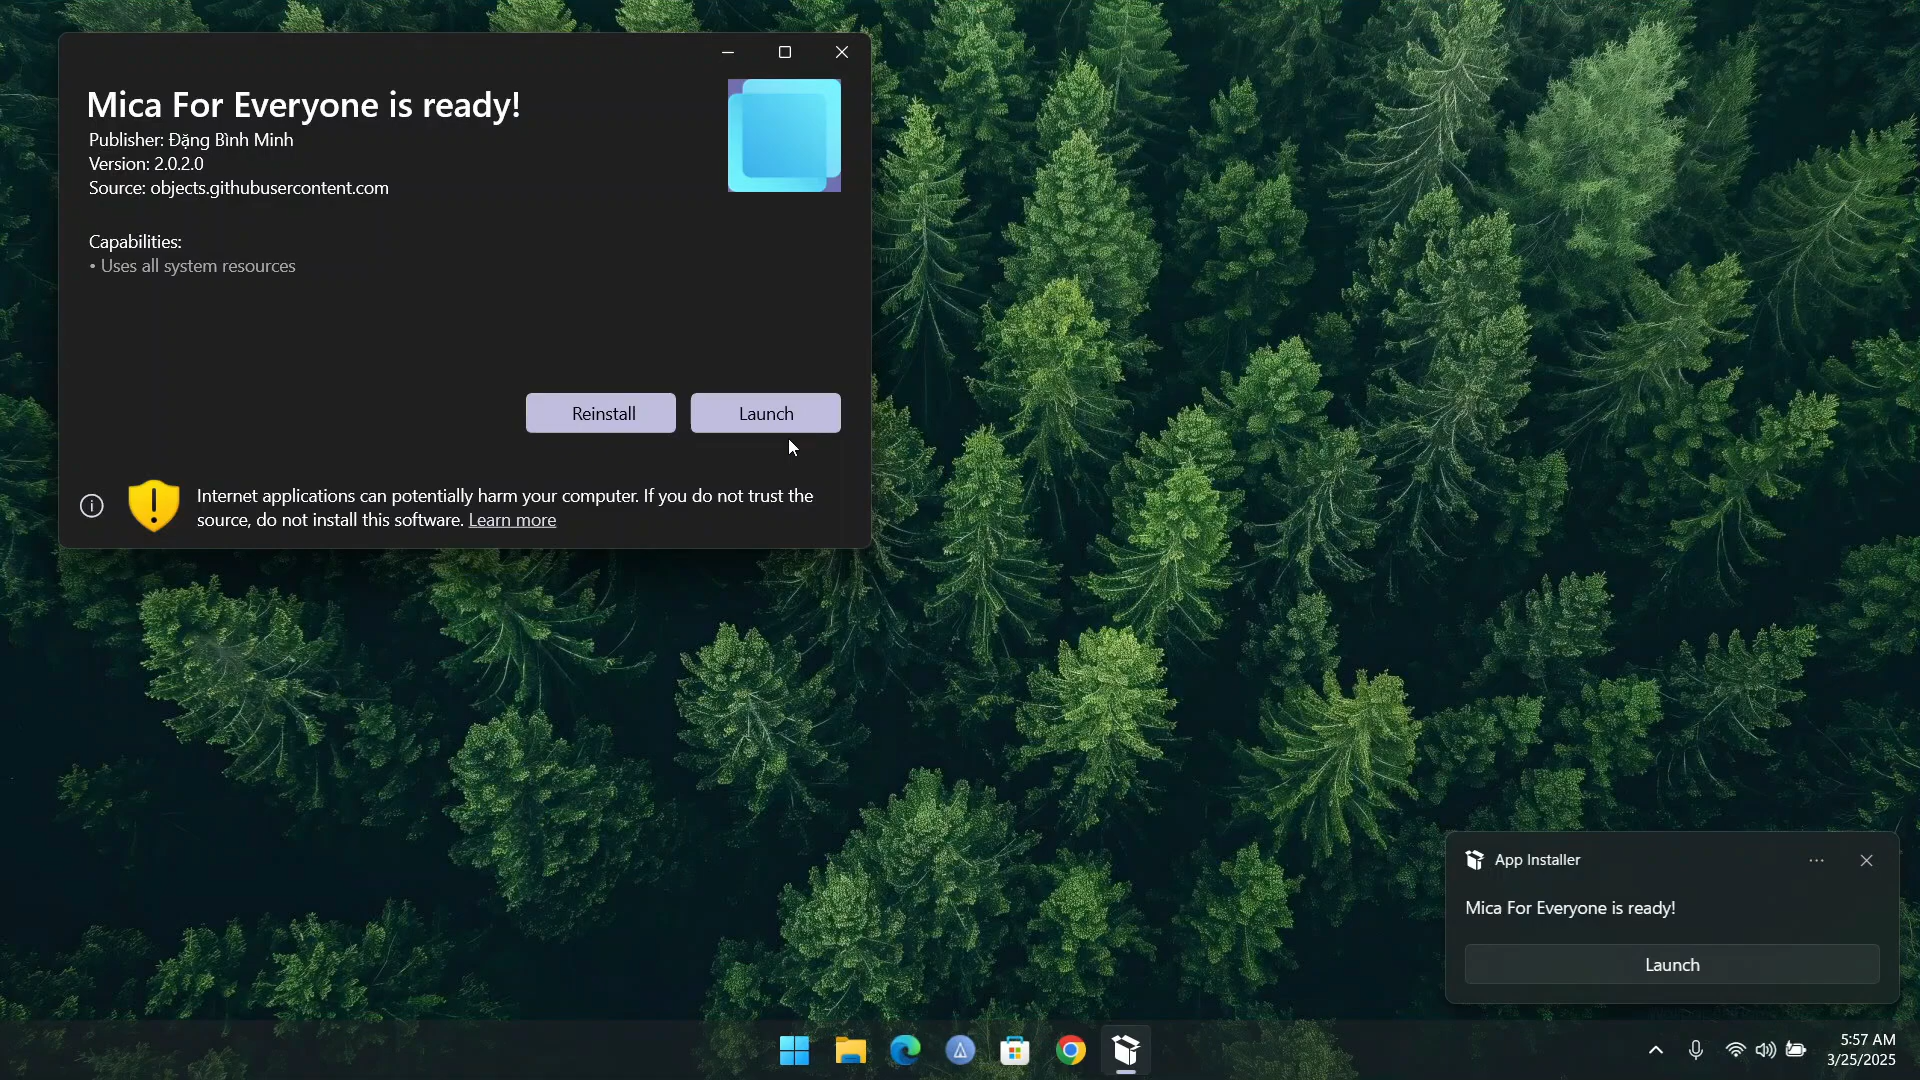 Mica For Everyone is ready!
Publisher: Đặng Bình Minh
Version: 2.0.2.0
Source: objects.githubusercontent.com
Capabilities:
• Uses all system resources
Reinstall
Launch
Internet applications can potentially harm your computer. If you do not trust the
source, do not install this software. Learn more
App Installer
Mica For Everyone is ready!
Launch
5:57 AM
3/25/2025